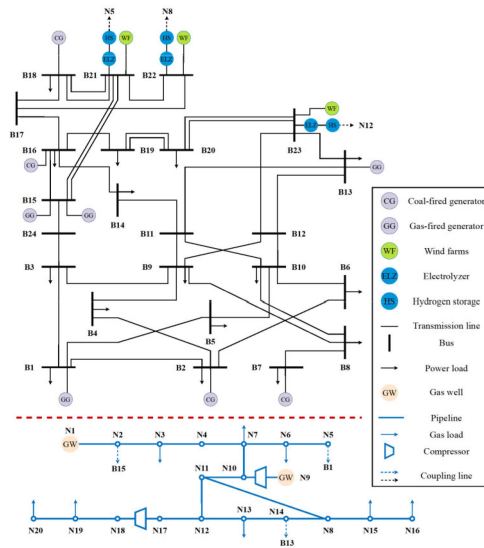 N5
N8
CG
HS
WF
HS
WF
ELZ
ELZ
B18
B21
B22
WF
B17
ELZ
HS
N12
B16
B19
B20
B23
CG
B13
GG
B15
GG
GG
B14
B24
B11
B12
B3
B9
B10
B6
B4
B5
B1
B2
B7
B8
GG
CG
CG
CG
Coal-fired generator
GG
Gas-fired generator
WF
Wind farms
ELZ
Electrolyzer
HS
Hydrogen storage
Transmission line
Bus
Power load
GW
Gas well
Pipeline
Gas load
Compressor
Coupling line
N1
N2
N3
N4
N7
N6
N5
GW
B15
B1
N11
N10
GW
N9
N13
N14
N20
N19
N18
N17
N12
B13
N8
N15
N16